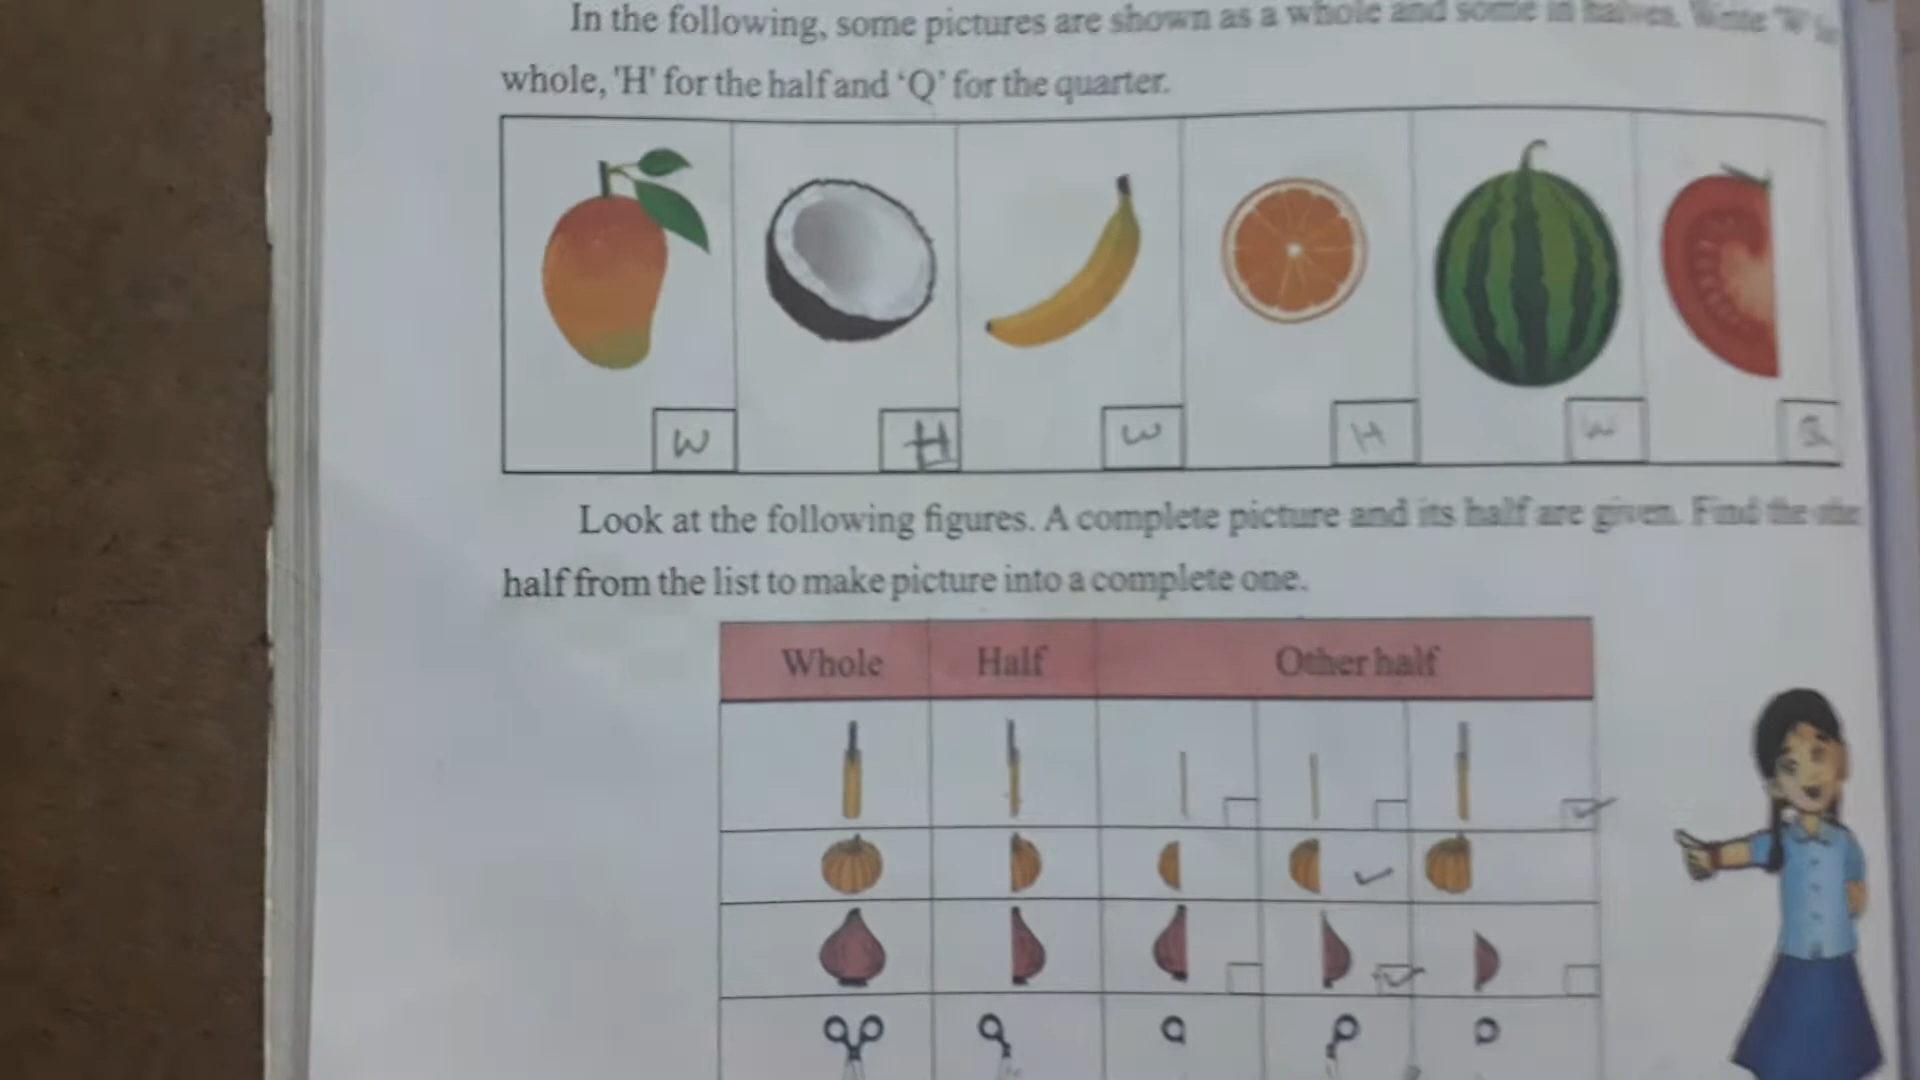 In the following, some pictures are shown as a whole and some in halves. Write 'W'
whole, 'H' for the half and ‘Q’ for the quarter.
W H W H W
Look at the following figures. A complete picture and its half are given. Find the
half from the list to make picture into a complete one.
Whole Half Other half